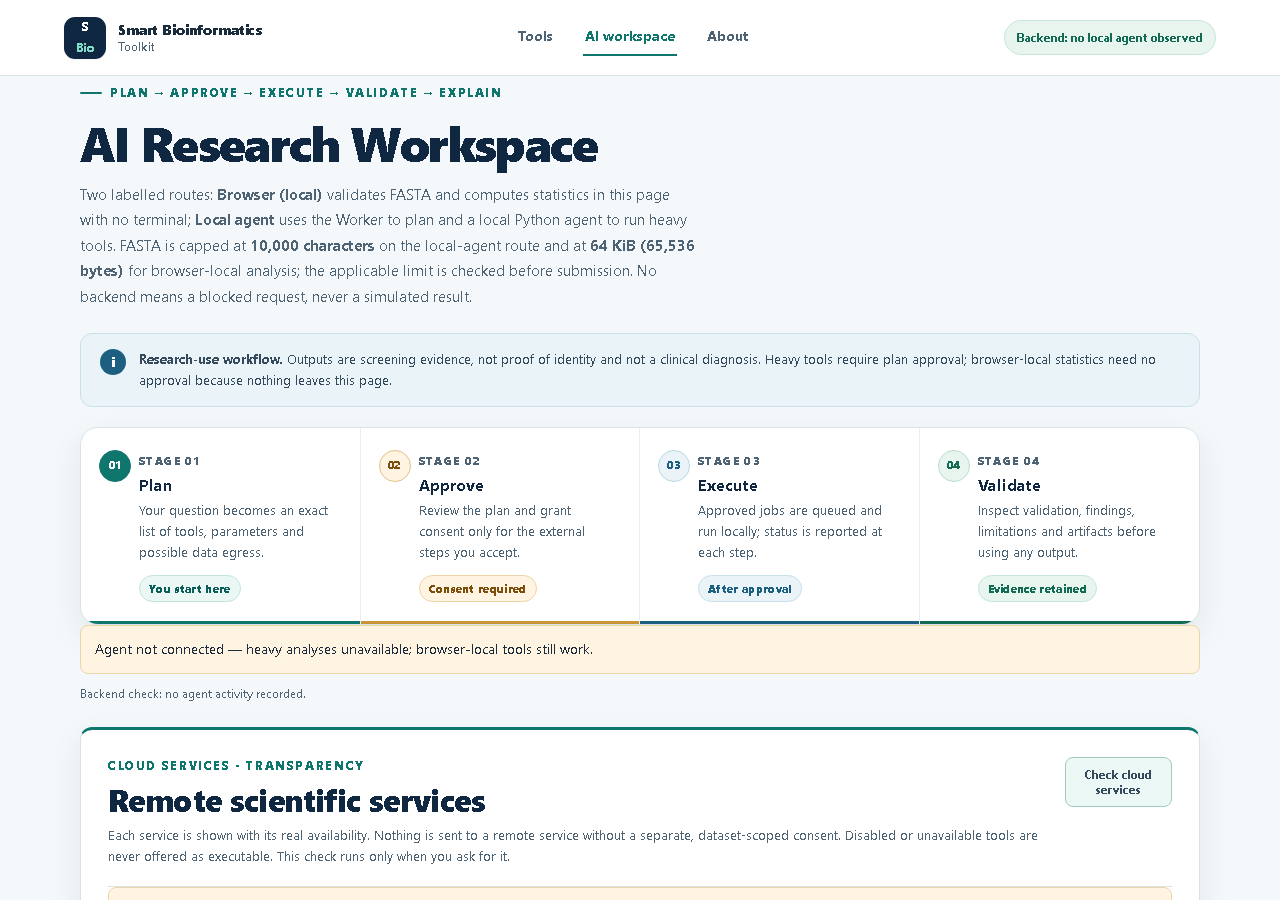 S
Bio
Smart Bioinformatics
Toolkit
Tools
AI workspace
About
Backend: no local agent observed
PLAN → APPROVE → EXECUTE → VALIDATE → EXPLAIN
AI Research Workspace
Two labelled routes: Browser (local) validates FASTA and computes statistics in this page
with no terminal; Local agent uses the Worker to plan and a local Python agent to run heavy
tools. FASTA is capped at 10,000 characters on the local-agent route and at 64 KiB (65,536
bytes) for browser-local analysis; the applicable limit is checked before submission. No
backend means a blocked request, never a simulated result.
i
Research-use workflow. Outputs are screening evidence, not proof of identity and not a clinical diagnosis. Heavy tools require plan approval; browser-local statistics need no
approval because nothing leaves this page.
01
STAGE 01
Plan
Your question becomes an exact
list of tools, parameters and
possible data egress.
You start here
02
STAGE 02
Approve
Review the plan and grant
consent only for the external
steps you accept.
Consent required
03
STAGE 03
Execute
Approved jobs are queued and
run locally; status is reported at
each step.
After approval
04
STAGE 04
Validate
Inspect validation, findings,
limitations and artifacts before
using any output.
Evidence retained
Agent not connected — heavy analyses unavailable; browser-local tools still work.
Backend check: no agent activity recorded.
CLOUD SERVICES · TRANSPARENCY
Remote scientific services
Each service is shown with its real availability. Nothing is sent to a remote service without a separate, dataset-scoped consent. Disabled or unavailable tools are
never offered as executable. This check runs only when you ask for it.
Check cloud
services